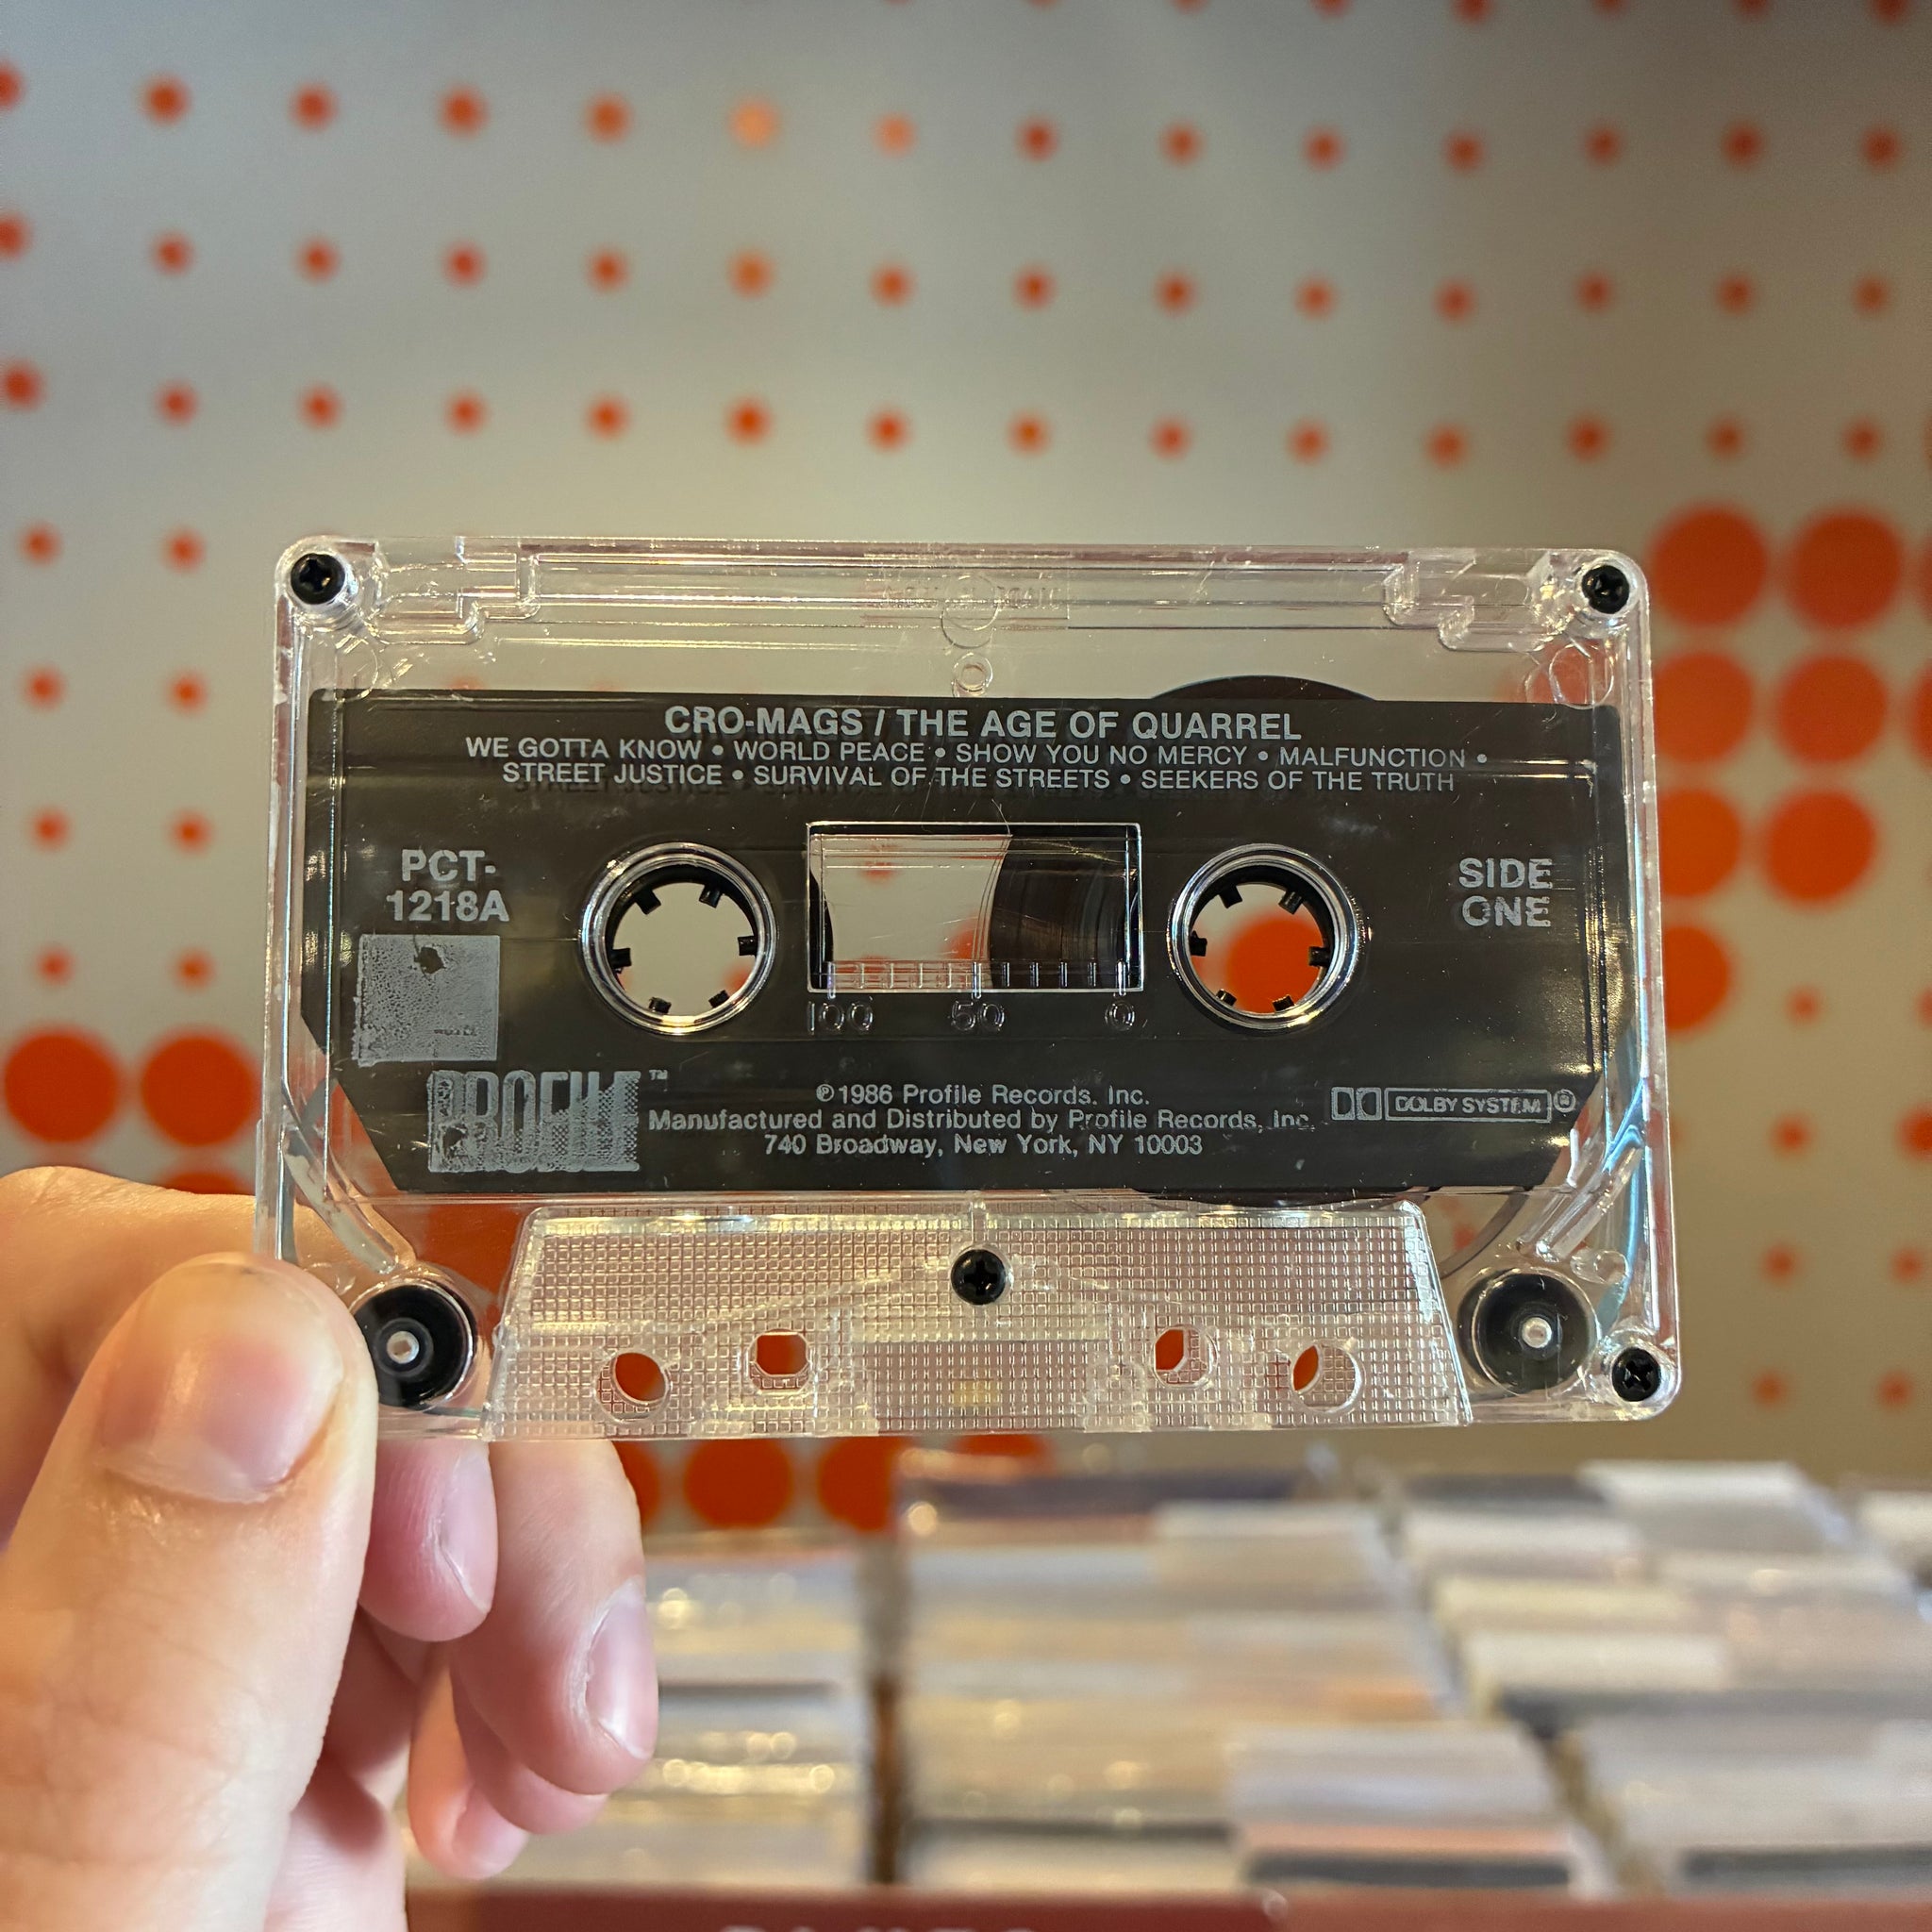 CRO-MAGS / THE AGE OF QUARREL
WE GOTTA KNOW • WORLD PEACE • SHOW YOU NO MERCY • MALFUNCTION •
STREET JUSTICE • SURVIVAL OF THE STREETS • SEEKERS OF THE TRUTH
PCT-
1218A
SIDE
ONE
100 50 0
PROFILE™
℗1986 Profile Records, Inc.
Manufactured and Distributed by Profile Records, Inc.
740 Broadway, New York, NY 10003
DOLBY SYSTEM®